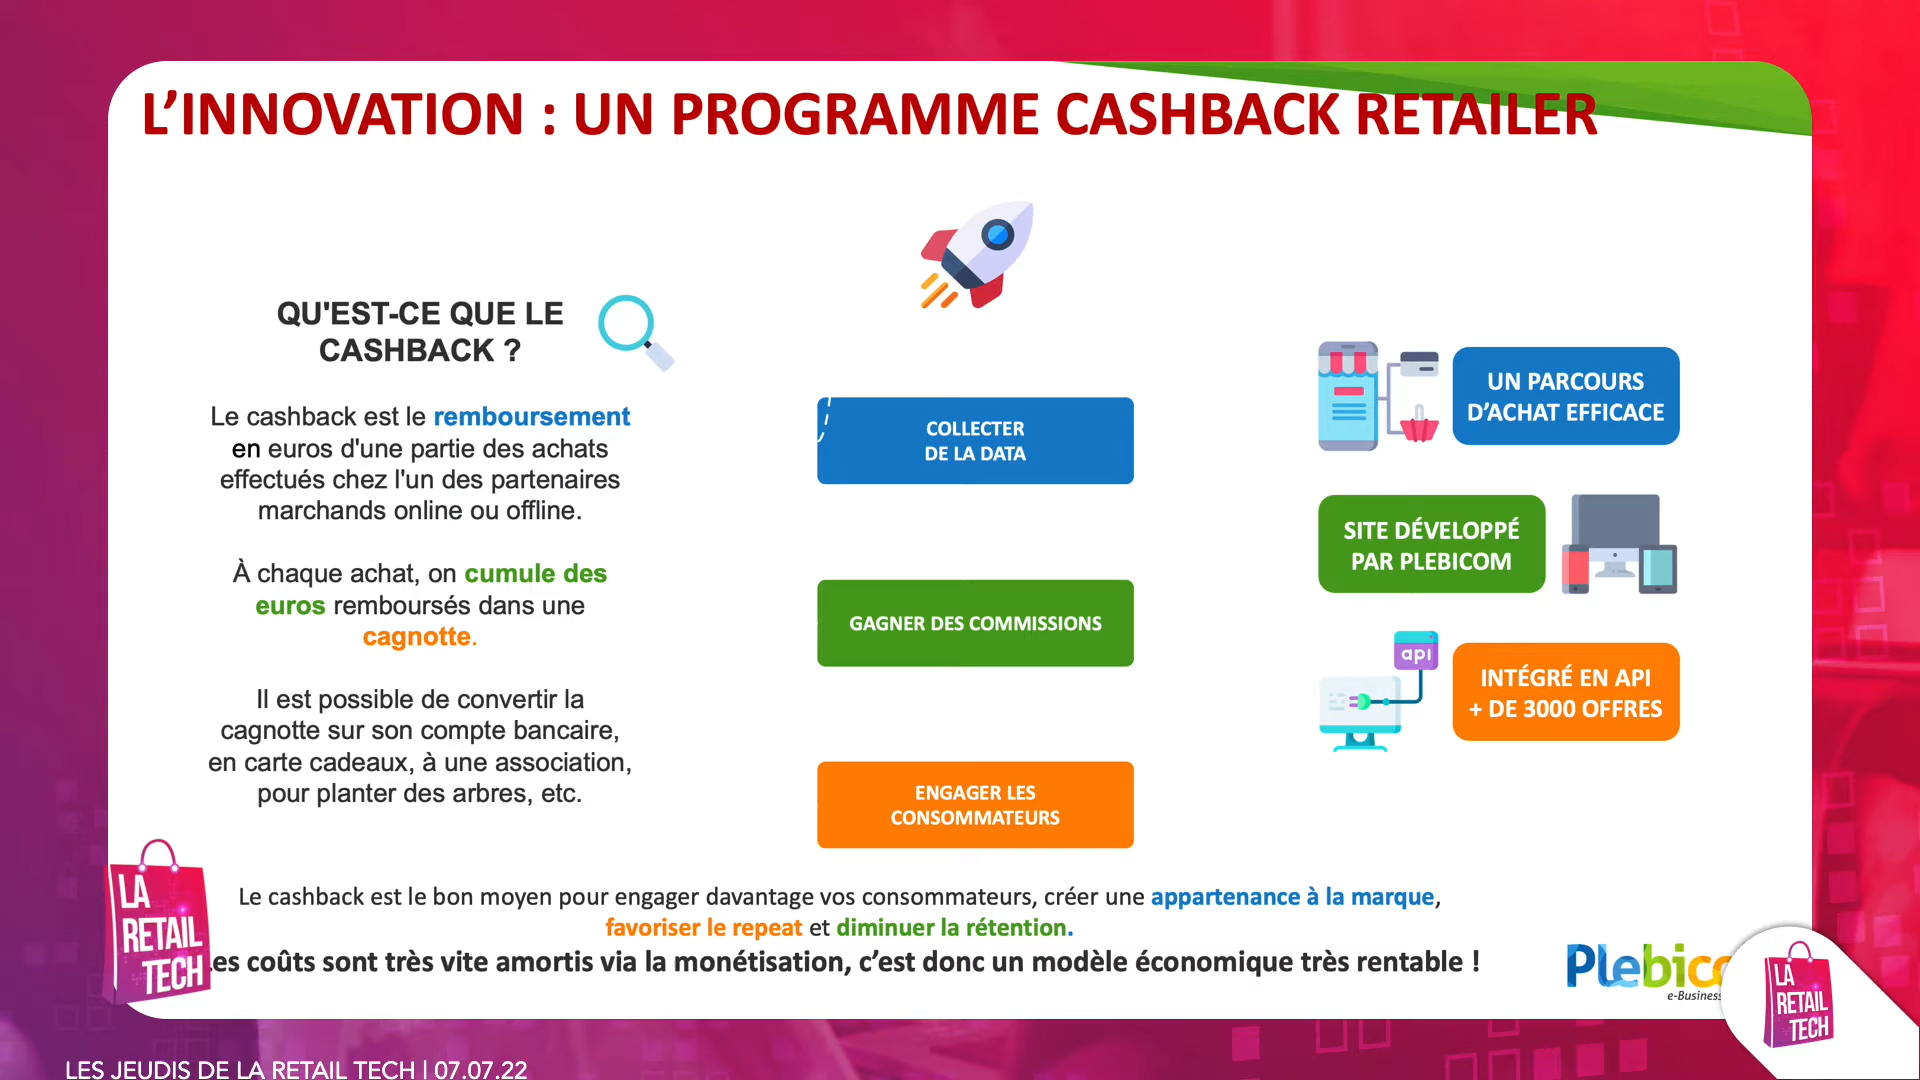 L'INNOVATION : UN PROGRAMME CASHBACK RETAILER
QU'EST-CE QUE LE
CASHBACK ?
Le cashback est le remboursement
en euros d'une partie des achats
effectués chez l'un des partenaires
marchands online ou offline.
À chaque achat, on cumule des
euros remboursés dans une
cagnotte.
Il est possible de convertir la
cagnotte sur son compte bancaire,
en carte cadeaux, à une association,
pour planter des arbres, etc.
COLLECTER
DE LA DATA
GAGNER DES COMMISSIONS
ENGAGER LES
CONSOMMATEURS
UN PARCOURS
D'ACHAT EFFICACE
SITE DÉVELOPPÉ
PAR PLEBICOM
api
INTÉGRÉ EN API
+ DE 3000 OFFRES
Le cashback est le bon moyen pour engager davantage vos consommateurs, créer une appartenance à la marque,
favoriser le repeat et diminuer la rétention.
es coûts sont très vite amortis via la monétisation, c'est donc un modèle économique très rentable !
LA
RETAIL
TECH
Plebico
e-Business
LA
RETAIL
TECH
LES JEUDIS DE LA RETAIL TECH | 07.07.22